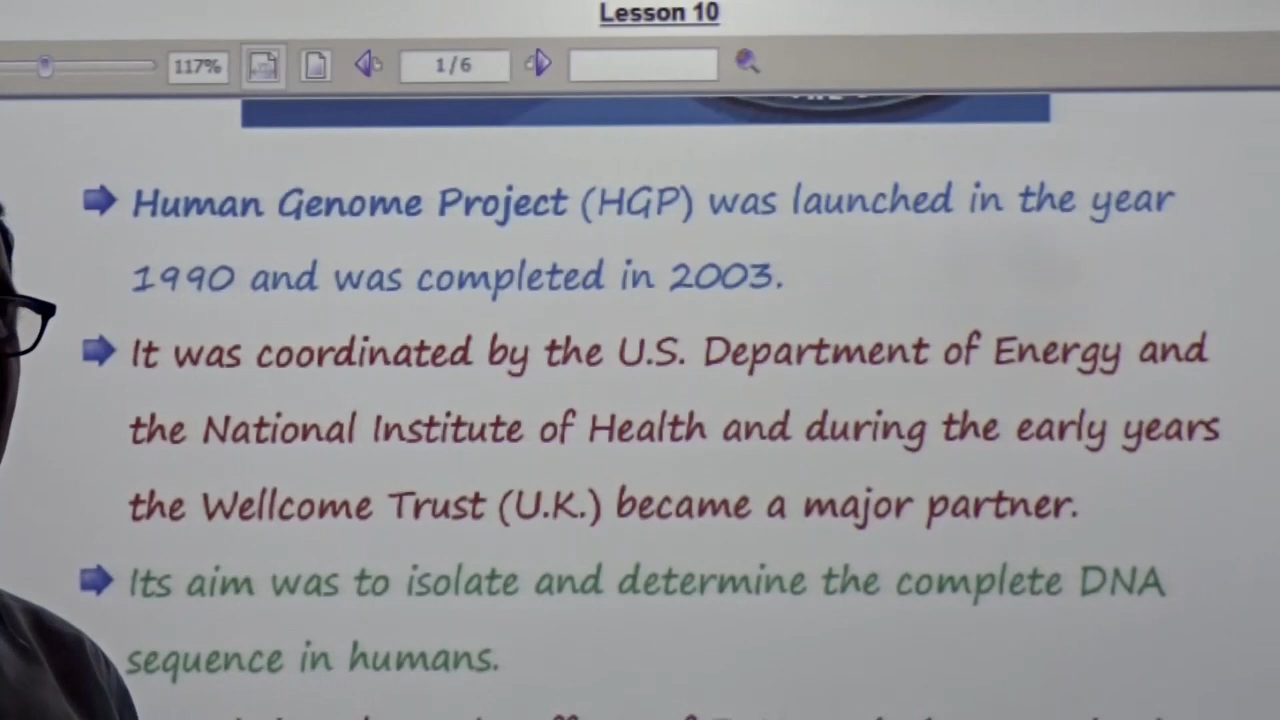 Lesson 10
117%
1/6
Human Genome Project (HGP) was launched in the year
1990 and was completed in 2003.
It was coordinated by the U.S. Department of Energy and
the National Institute of Health and during the early years
the Wellcome Trust (U.K.) became a major partner.
Its aim was to isolate and determine the complete DNA
sequence in humans.